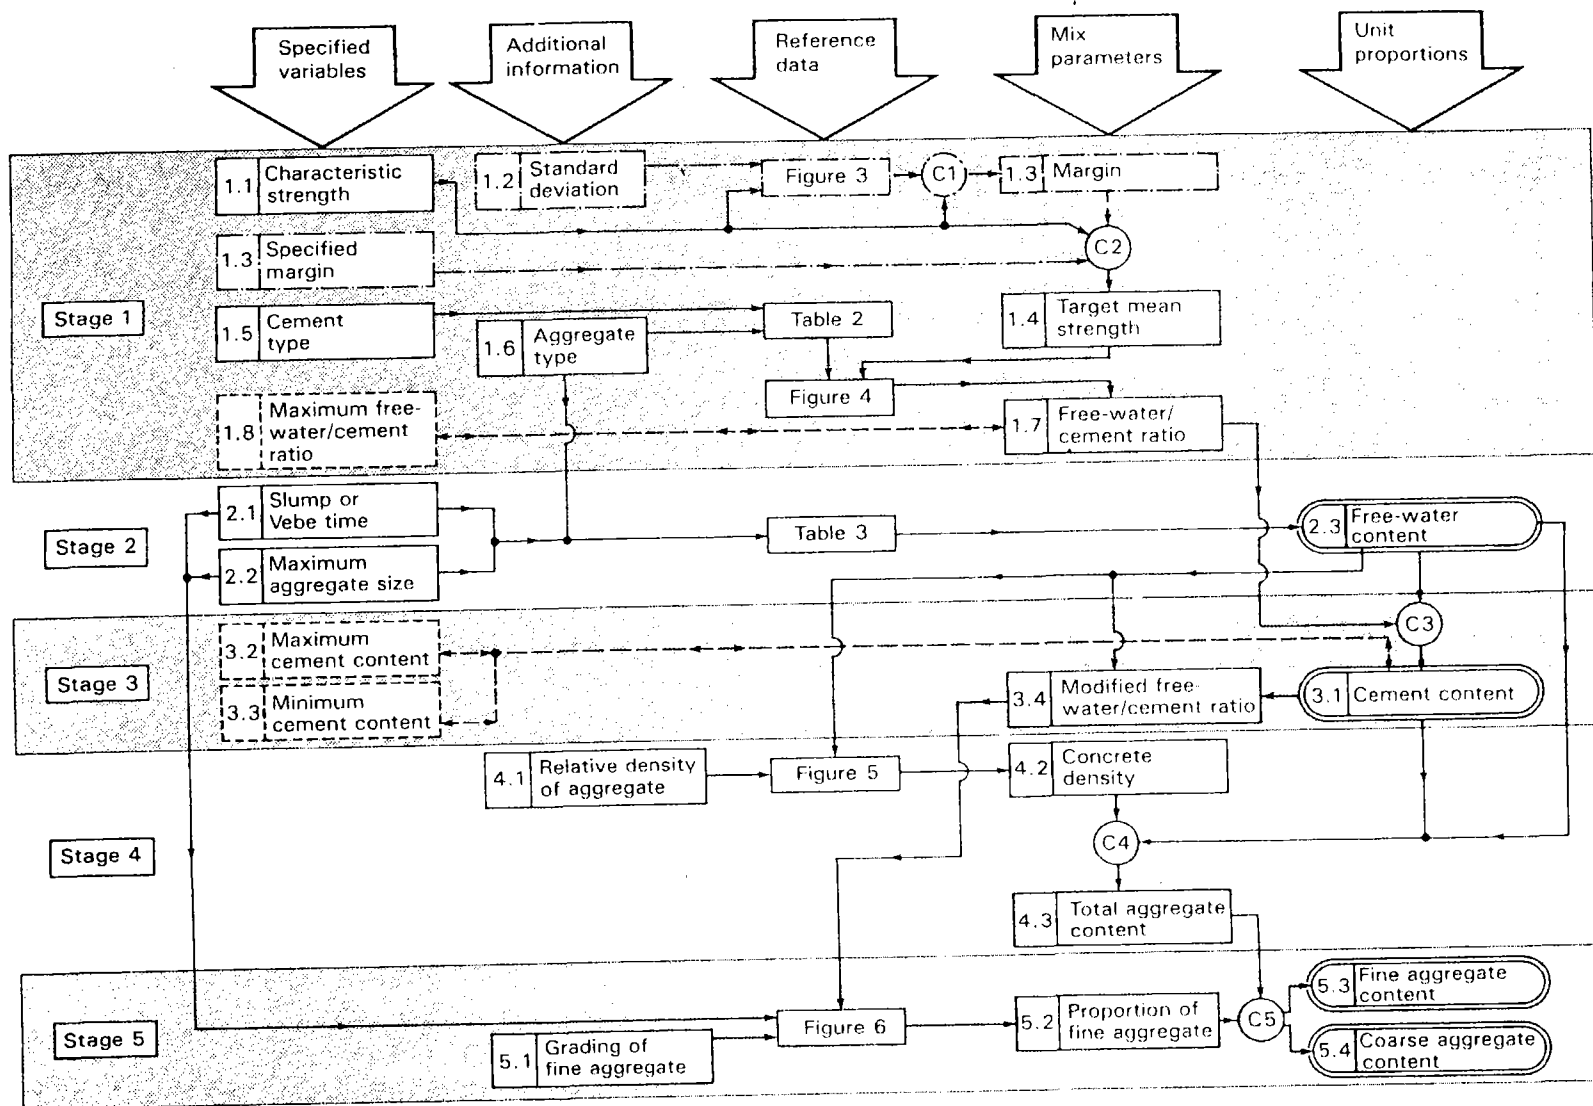 Specified
variables
Additional
information
Reference
data
Mix
parameters
Unit
proportions
Stage 1
1.1 Characteristic
strength
1.2 Standard
deviation
Figure 3
C1
1.3 Margin
1.3 Specified
margin
C2
1.5 Cement
type
1.6 Aggregate
type
Table 2
1.4 Target mean
strength
Figure 4
1.8 Maximum free-
water/cement
ratio
1.7 Free-water/
cement ratio
Stage 2
2.1 Slump or
Vebe time
2.2 Maximum
aggregate size
Table 3
2.3 Free-water
content
Stage 3
3.2 Maximum
cement content
3.3 Minimum
cement content
C3
3.4 Modified free-
water/cement ratio
3.1 Cement content
Stage 4
4.1 Relative density
of aggregate
Figure 5
4.2 Concrete
density
C4
4.3 Total aggregate
content
Stage 5
5.1 Grading of
fine aggregate
Figure 6
5.2 Proportion of
fine aggregate
C5
5.3 Fine aggregate
content
5.4 Coarse aggregate
content